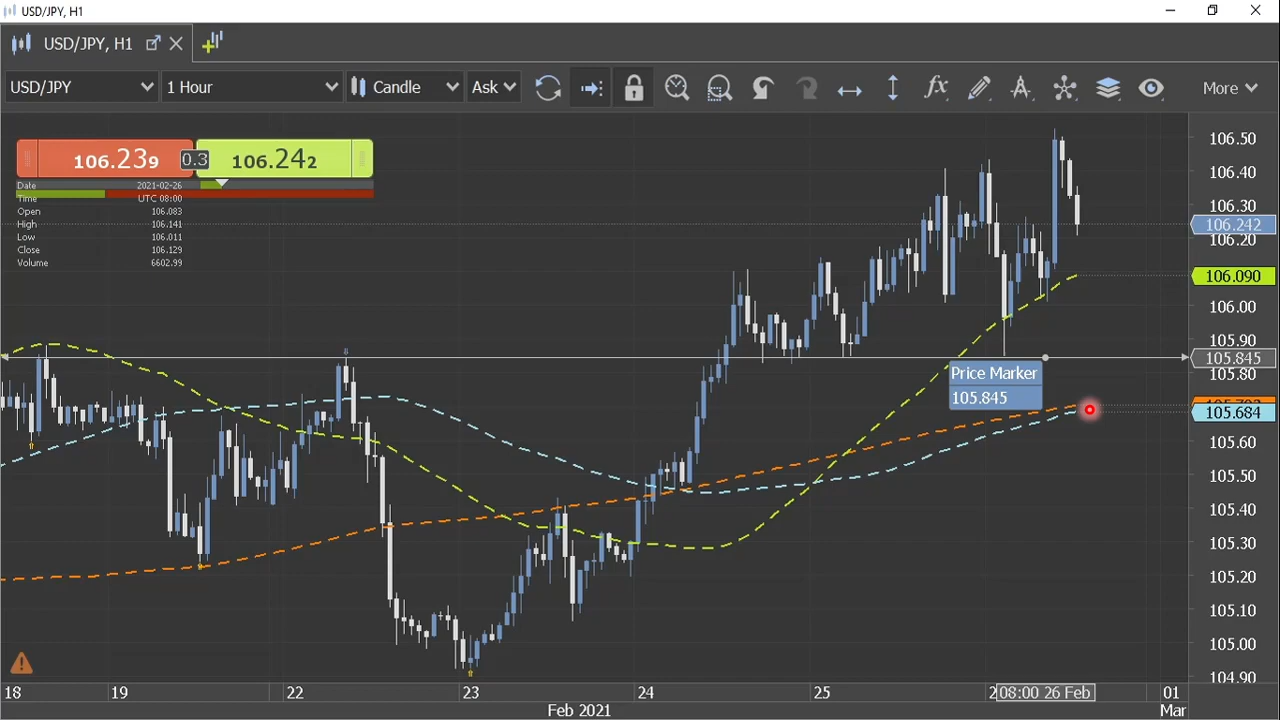 USD/JPY, H1
USD/JPY, H1
USD/JPY
1 Hour
Candle
Ask
fx
More
106.239
0.3
106.242
Date 2021-02-26
Time UTC 08:00
Open 106.083
High 106.141
Low 106.011
Close 106.129
Volume 6602.99
106.50
106.40
106.30
106.242
106.20
106.090
106.00
105.90
105.845
105.80
Price Marker
105.845
105.684
105.60
105.50
105.40
105.30
105.20
105.10
105.00
104.90
18
19
22
23
24
25
08:00 26 Feb
01
Feb 2021
Mar